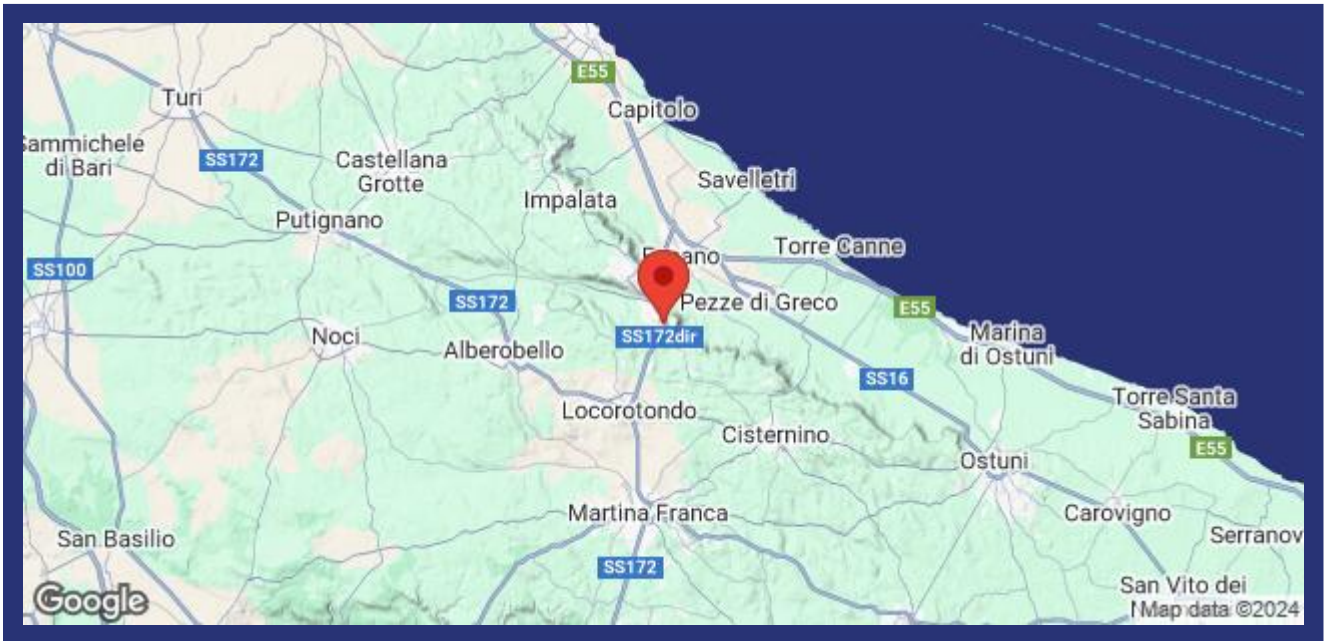 E55
Turi
Capitolo
Sammichele
di Bari
SS172
Castellana
Grotte
Savelletri
Impalata
Putignano
Torre Canne
SS100
Pezze di Greco
SS172
E55
Noci
SS172dir
Marina
di Ostuni
Alberobello
SS16
Locorotondo
Torre Santa
Sabina
Cisternino
E55
Ostuni
Martina Franca
Carovigno
San Basilio
Serranov
SS172
San Vito dei
Google
Map data ©2024